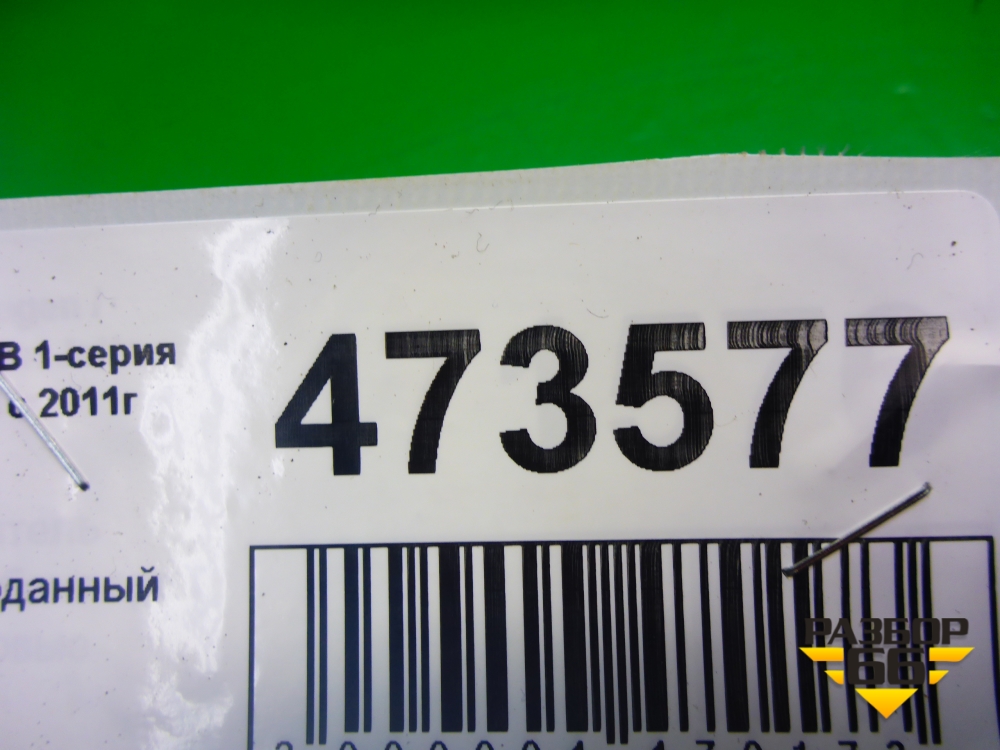 В 1-серия
с 2011г
473577
оданный
РАЗБОР
66